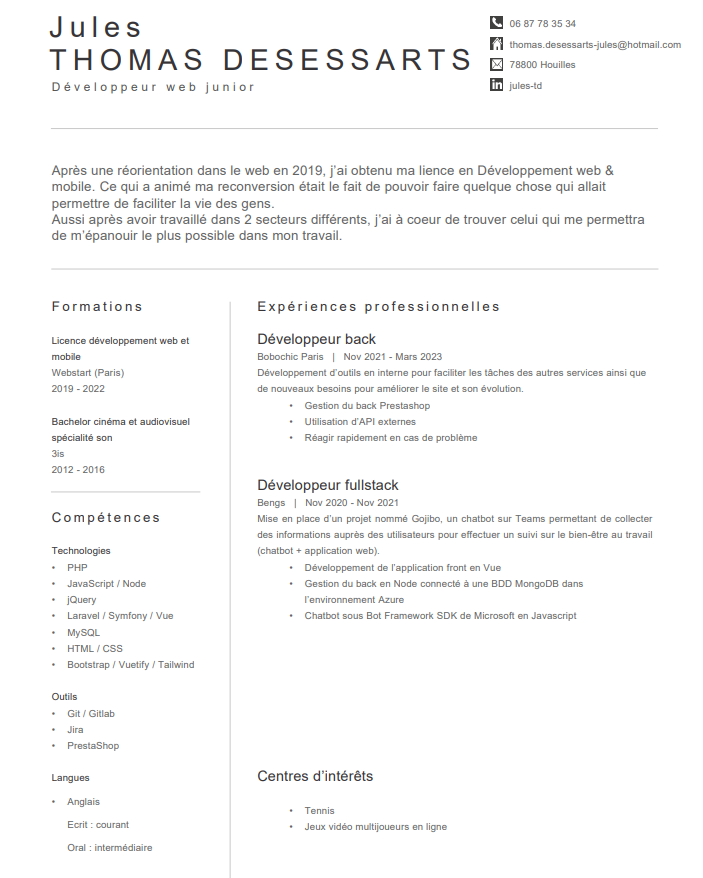 Jules
THOMAS DESESSARTS
Développeur web junior
06 87 78 35 34
thomas.desessarts-jules@hotmail.com
78800 Houilles
jules-td
Après une réorientation dans le web en 2019, j'ai obtenu ma lience en Développement web &
mobile. Ce qui a animé ma reconversion était le fait de pouvoir faire quelque chose qui allait
permettre de faciliter la vie des gens.
Aussi après avoir travaillé dans 2 secteurs différents, j'ai à coeur de trouver celui qui me permettra
de m'épanouir le plus possible dans mon travail.
Formations
Licence développement web et
mobile
Webstart (Paris)
2019 - 2022
Bachelor cinéma et audiovisuel
spécialité son
3is
2012 - 2016
Compétences
Technologies
• PHP
• JavaScript / Node
• jQuery
• Laravel / Symfony / Vue
• MySQL
• HTML / CSS
• Bootstrap / Vuetify / Tailwind
Outils
• Git / Gitlab
• Jira
• PrestaShop
Langues
• Anglais
Ecrit : courant
Oral : intermédiaire
Expériences professionnelles
Développeur back
Bobochic Paris | Nov 2021 - Mars 2023
Développement d'outils en interne pour faciliter les tâches des autres services ainsi que
de nouveaux besoins pour améliorer le site et son évolution.
• Gestion du back Prestashop
• Utilisation d'API externes
• Réagir rapidement en cas de problème
Développeur fullstack
Bengs | Nov 2020 - Nov 2021
Mise en place d'un projet nommé Gojibo, un chatbot sur Teams permettant de collecter
des informations auprès des utilisateurs pour effectuer un suivi sur le bien-être au travail
(chatbot + application web).
• Développement de l'application front en Vue
• Gestion du back en Node connecté à une BDD MongoDB dans
l'environnement Azure
• Chatbot sous Bot Framework SDK de Microsoft en Javascript
Centres d'intérêts
• Tennis
• Jeux vidéo multijoueurs en ligne